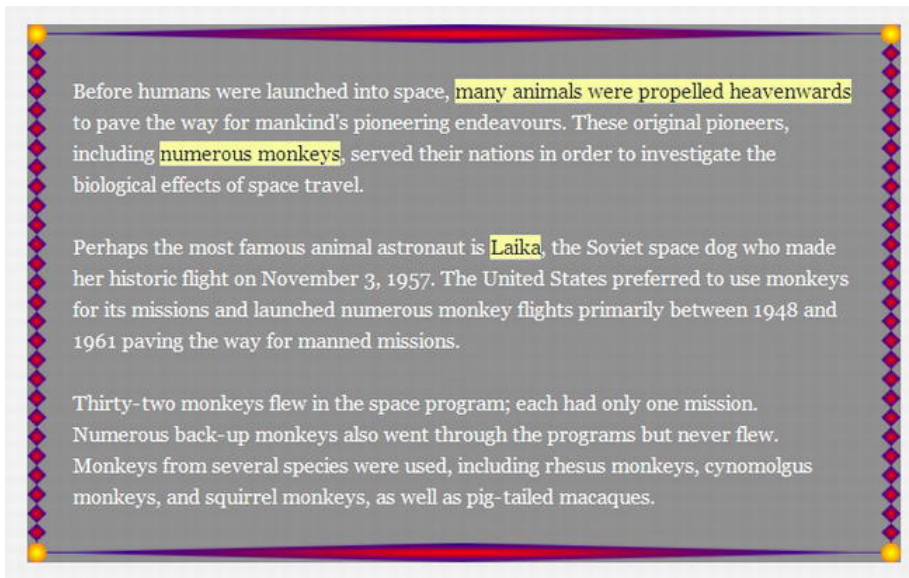 Before humans were launched into space, many animals were propelled heavenwards
to pave the way for mankind's pioneering endeavours. These original pioneers,
including numerous monkeys, served their nations in order to investigate the
biological effects of space travel.
Perhaps the most famous animal astronaut is Laika, the Soviet space dog who made
her historic flight on November 3, 1957. The United States preferred to use monkeys
for its missions and launched numerous monkey flights primarily between 1948 and
1961 paving the way for manned missions.
Thirty-two monkeys flew in the space program; each had only one mission.
Numerous back-up monkeys also went through the programs but never flew.
Monkeys from several species were used, including rhesus monkeys, cynomolgus
monkeys, and squirrel monkeys, as well as pig-tailed macaques.